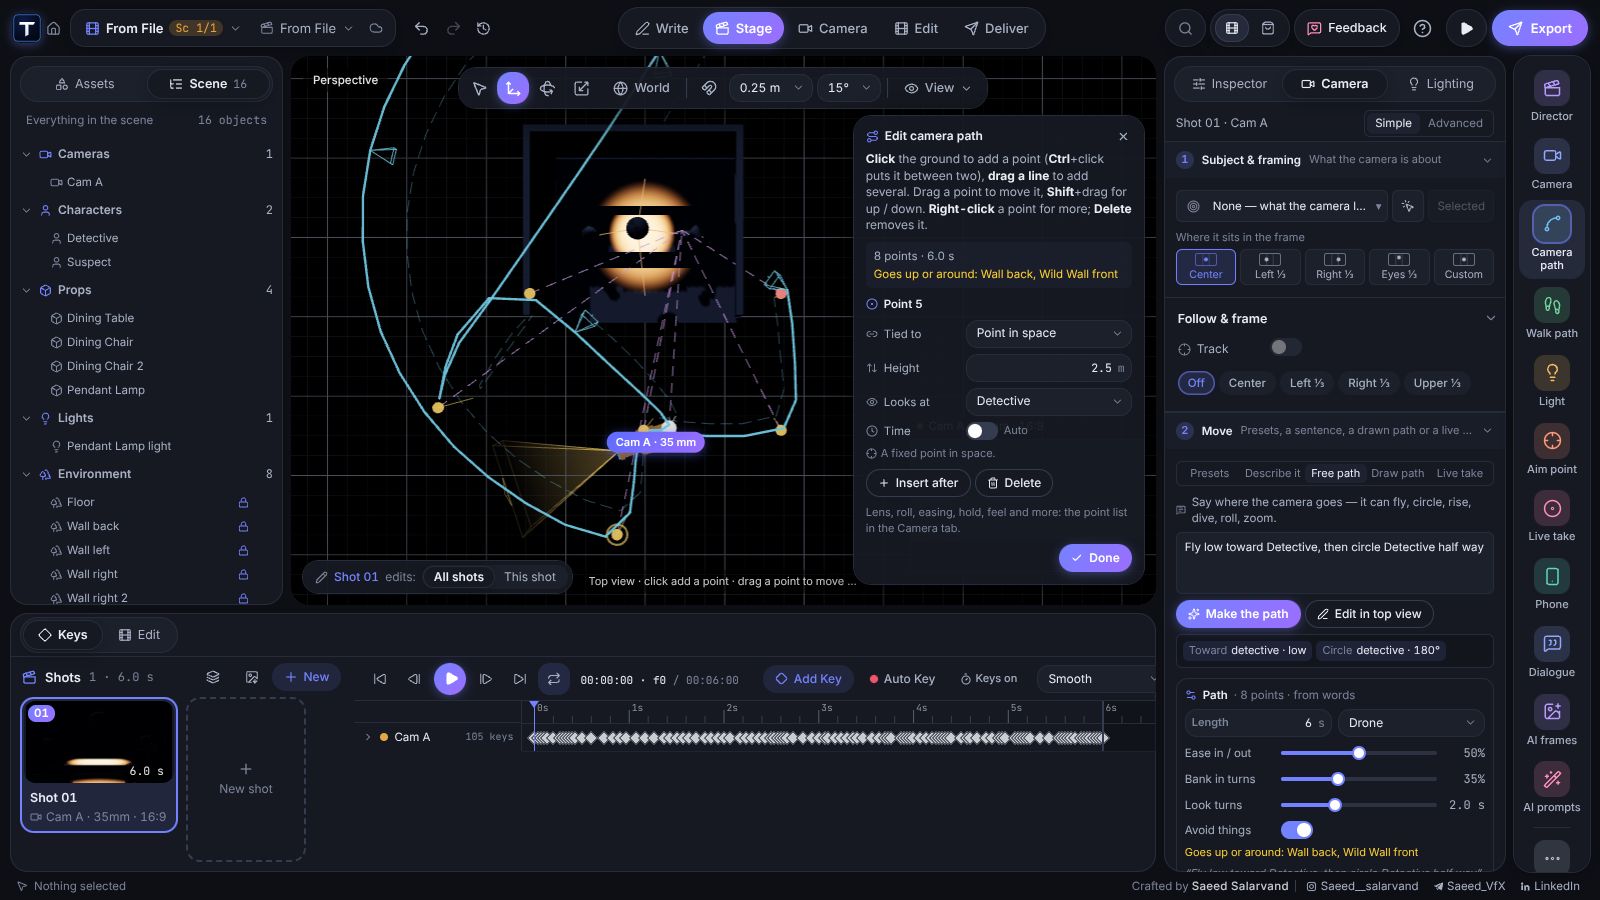 T
From File Sc 1/1
From File
Write
Stage
Camera
Edit
Deliver
Feedback
Export
Assets
Scene 16
Everything in the scene 16 objects
Cameras 1
Cam A
Characters 2
Detective
Suspect
Props 4
Dining Table
Dining Chair
Dining Chair 2
Pendant Lamp
Lights 1
Pendant Lamp light
Environment 8
Floor
Wall back
Wall left
Wall right
Wall right 2
Perspective
World
0.25 m
15°
View
Cam A · 35 mm
Edit camera path
Click the ground to add a point (Ctrl+click
puts it between two), drag a line to add
several. Drag a point to move it, Shift+drag for
up / down. Right-click a point for more; Delete
removes it.
8 points · 6.0 s
Goes up or around: Wall back, Wild Wall front
Point 5
Tied to Point in space
Height 2.5 m
Looks at Detective
Time Auto
A fixed point in space.
Insert after
Delete
Lens, roll, easing, hold, feel and more: the point list
in the Camera tab.
Done
Shot 01 edits: All shots This shot
Top view · click add a point · drag a point to move ...
Inspector
Camera
Lighting
Shot 01 · Cam A Simple Advanced
1 Subject & framing What the camera is about
None — what the camera l... Selected
Where it sits in the frame
Center
Left ⅓
Right ⅓
Eyes ⅓
Custom
Follow & frame
Track
Off Center Left ⅓ Right ⅓ Upper ⅓
2 Move Presets, a sentence, a drawn path or a live ...
Presets Describe it Free path Draw path Live take
Say where the camera goes — it can fly, circle, rise,
dive, roll, zoom.
Fly low toward Detective, then circle Detective half way
Make the path
Edit in top view
Toward detective · low Circle detective · 180°
Path · 8 points · from words
Length 6 s Drone
Ease in / out 50%
Bank in turns 35%
Look turns 2.0 s
Avoid things
Goes up or around: Wall back, Wild Wall front
"Fly low toward Detective, then circle Detective half way"
Director
Camera
Camera
path
Walk path
Light
Aim point
Live take
Phone
Dialogue
AI frames
AI prompts
Keys
Edit
Shots 1 · 6.0 s
New
00:00:00 · f0 / 00:06:00
Add Key
Auto Key
Keys on
Smooth
0s 1s 2s 3s 4s 5s 6s
Cam A 105 keys
01
6.0 s
Shot 01
Cam A · 35mm · 16:9
New shot
Nothing selected
Crafted by Saeed Salarvand
Saeed__salarvand
Saeed_VfX
LinkedIn